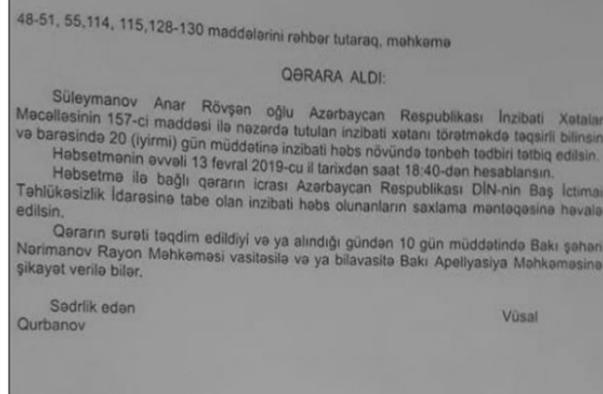 48-51, 55,114, 115,128-130 maddələrini rəhbər tutaraq, məhkəmə
QƏRARA ALDI:
Süleymanov Anar Rövşən oğlu Azərbaycan Respublikası İnzibati Xətalar
Məcəlləsinin 157-ci maddəsi ilə nəzərdə tutulan inzibati xətanı törətməkdə təqsirli bilinsin
və barəsində 20 (iyirmi) gün müddətinə inzibati həbs növündə tənbeh tədbiri tətbiq edilsin.
Həbsetmənin əvvəli 13 fevral 2019-cu il tarixdən saat 18:40-dən hesablansın.
Həbsetmə ilə bağlı qərarın icrası Azərbaycan Respublikası DİN-nin Baş İctimai
Təhlükəsizlik İdarəsinə tabe olan inzibati həbs olunanların saxlama məntəqəsinə həvalə
edilsin.
Qərarın surəti təqdim edildiyi və ya alındığı gündən 10 gün müddətində Bakı şəhəri
Nərimanov Rayon Məhkəməsi vasitəsilə və ya bilavasitə Bakı Apellyasiya Məhkəməsinə
şikayət verilə bilər.
Sədrlik edən
Vüsal
Qurbanov